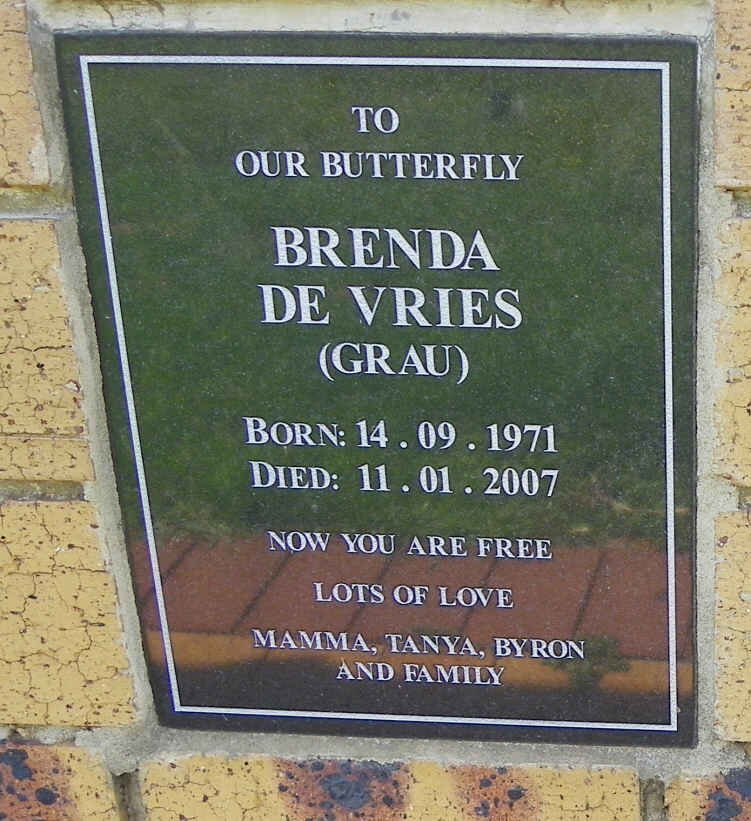 TO
OUR BUTTERFLY
BRENDA
DE VRIES
(GRAU)
BORN: 14 . 09 . 1971
DIED: 11 . 01 . 2007
NOW YOU ARE FREE
LOTS OF LOVE
MAMMA, TANYA, BYRON
AND FAMILY